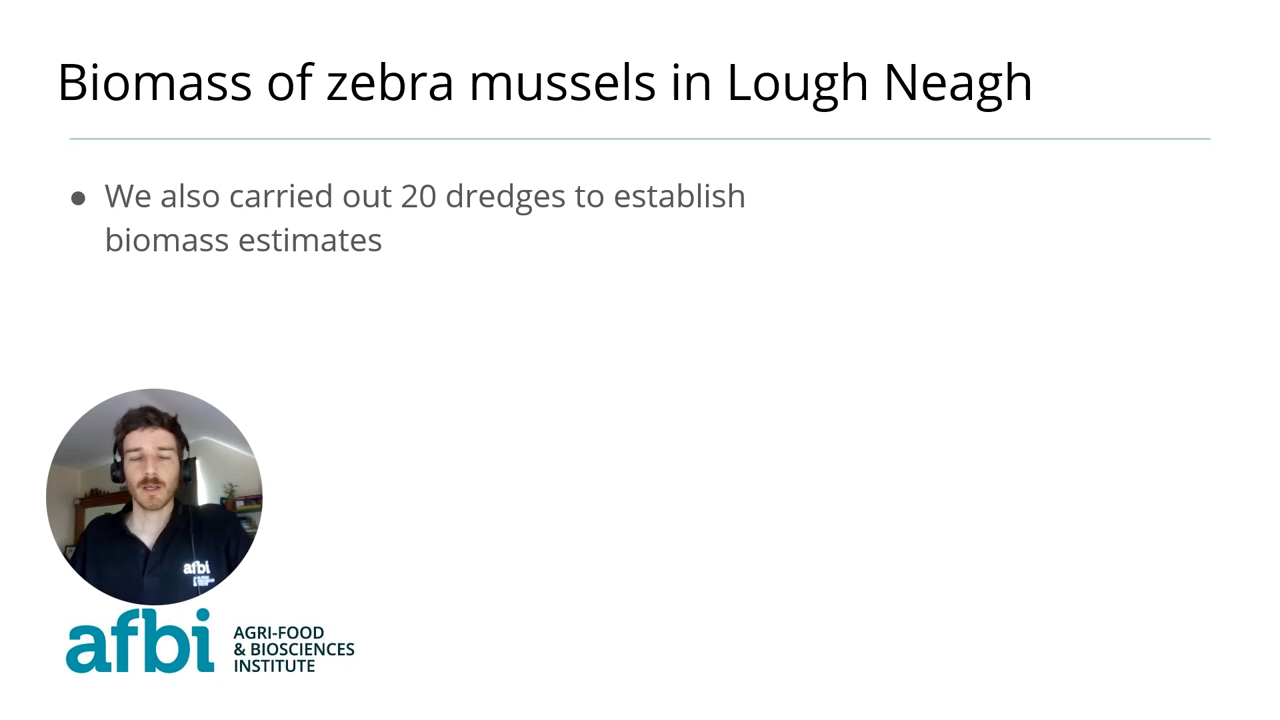 Biomass of zebra mussels in Lough Neagh
● We also carried out 20 dredges to establish
biomass estimates
afbi
afbi
AGRI-FOOD
& BIOSCIENCES
INSTITUTE